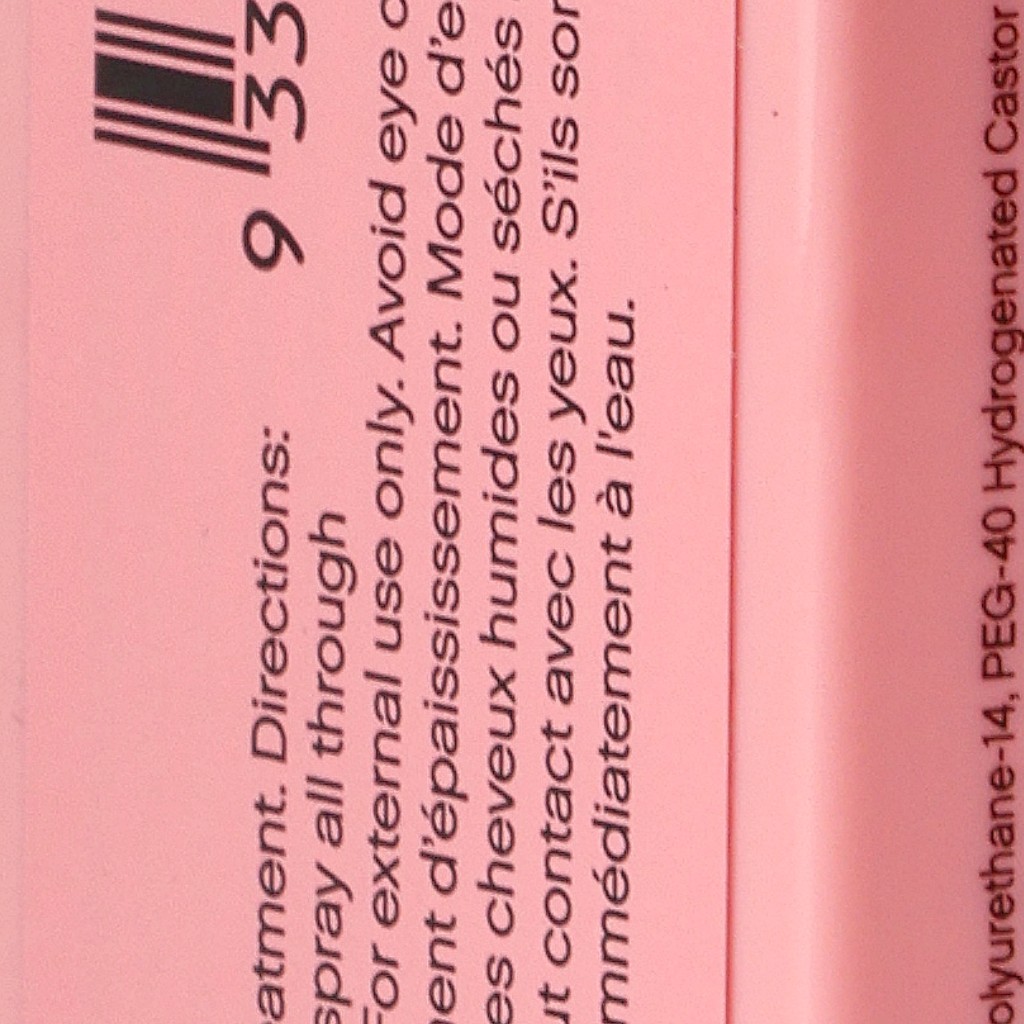 9 33
eatment. Directions:
spray all through
For external use only. Avoid eye c
ent d'épaississement. Mode d'e
es cheveux humides ou séchés
ut contact avec les yeux. S'ils sor
mmédiatement à l'eau.
olyurethane-14, PEG-40 Hydrogenated Castor